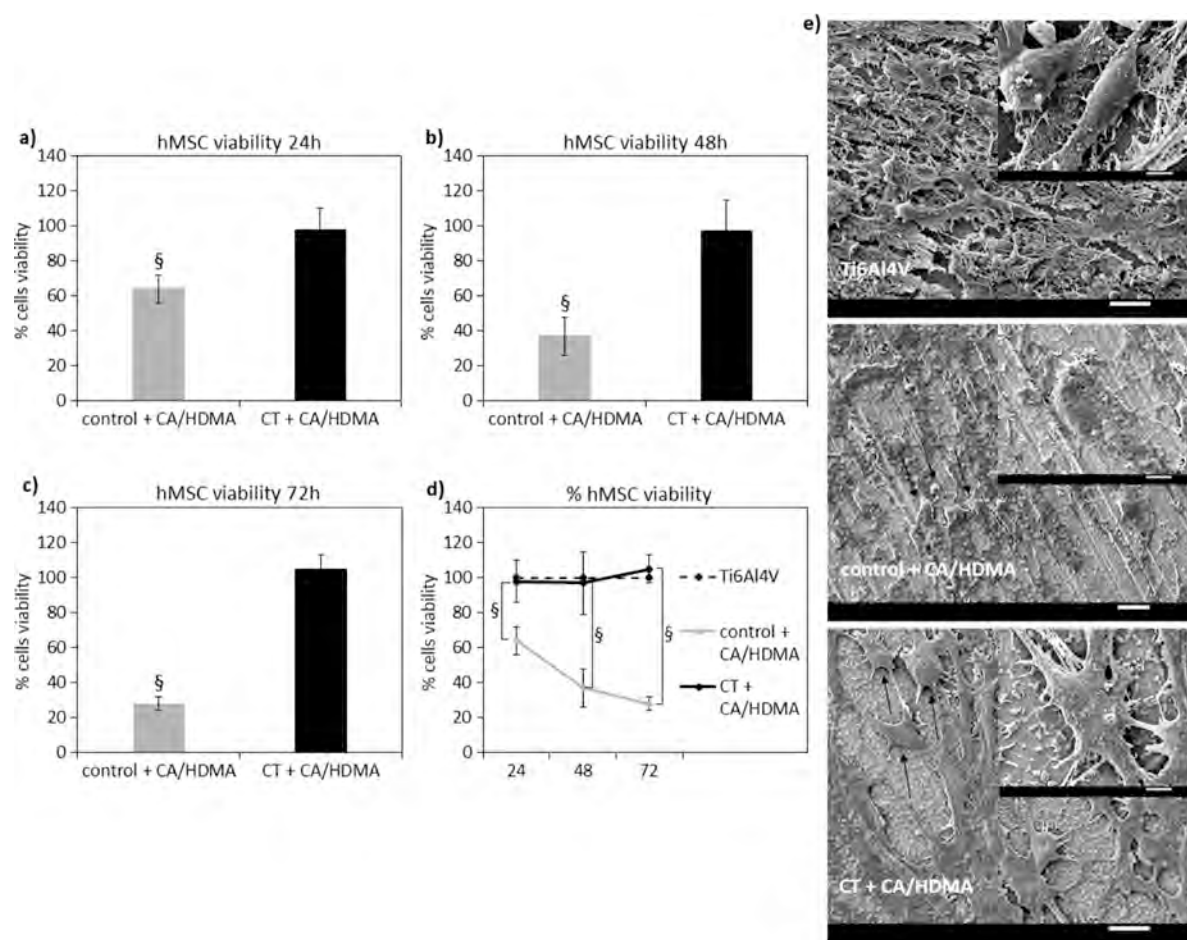 a)
hMSC viability 24h
140
120
100
80
60
40
20
0
% cells viability
§
control + CA/HDMA
CT + CA/HDMA
b)
hMSC viability 48h
140
120
100
80
60
40
20
0
% cells viability
§
control + CA/HDMA
CT + CA/HDMA
c)
hMSC viability 72h
140
120
100
80
60
40
20
0
% cells viability
§
control + CA/HDMA
CT + CA/HDMA
d)
% hMSC viability
140
120
100
80
60
40
20
0
% cells viability
§
§
§
24
48
72
Ti6Al4V
control +
CA/HDMA
CT +
CA/HDMA
e)
Ti6Al4V
control + CA/HDMA
CT + CA/HDMA